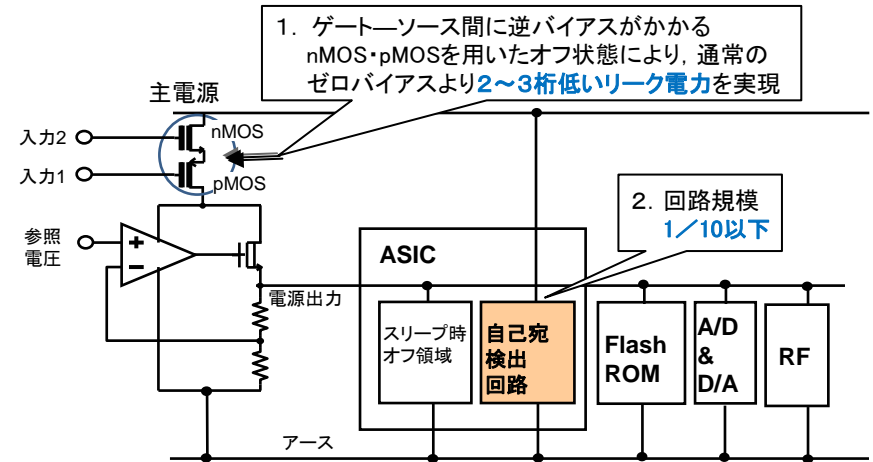 1．ゲート―ソース間に逆バイアスがかかる
nMOS・pMOSを用いたオフ状態により，通常の
ゼロバイアスより２～３桁低いリーク電力を実現
主電源
入力2
nMOS
入力1
pMOS
2．回路規模
1／10以下
参照
電圧
+
−
ASIC
電源出力
スリープ時
オフ領域
自己宛
検出
回路
Flash
ROM
A/D
&
D/A
RF
アース